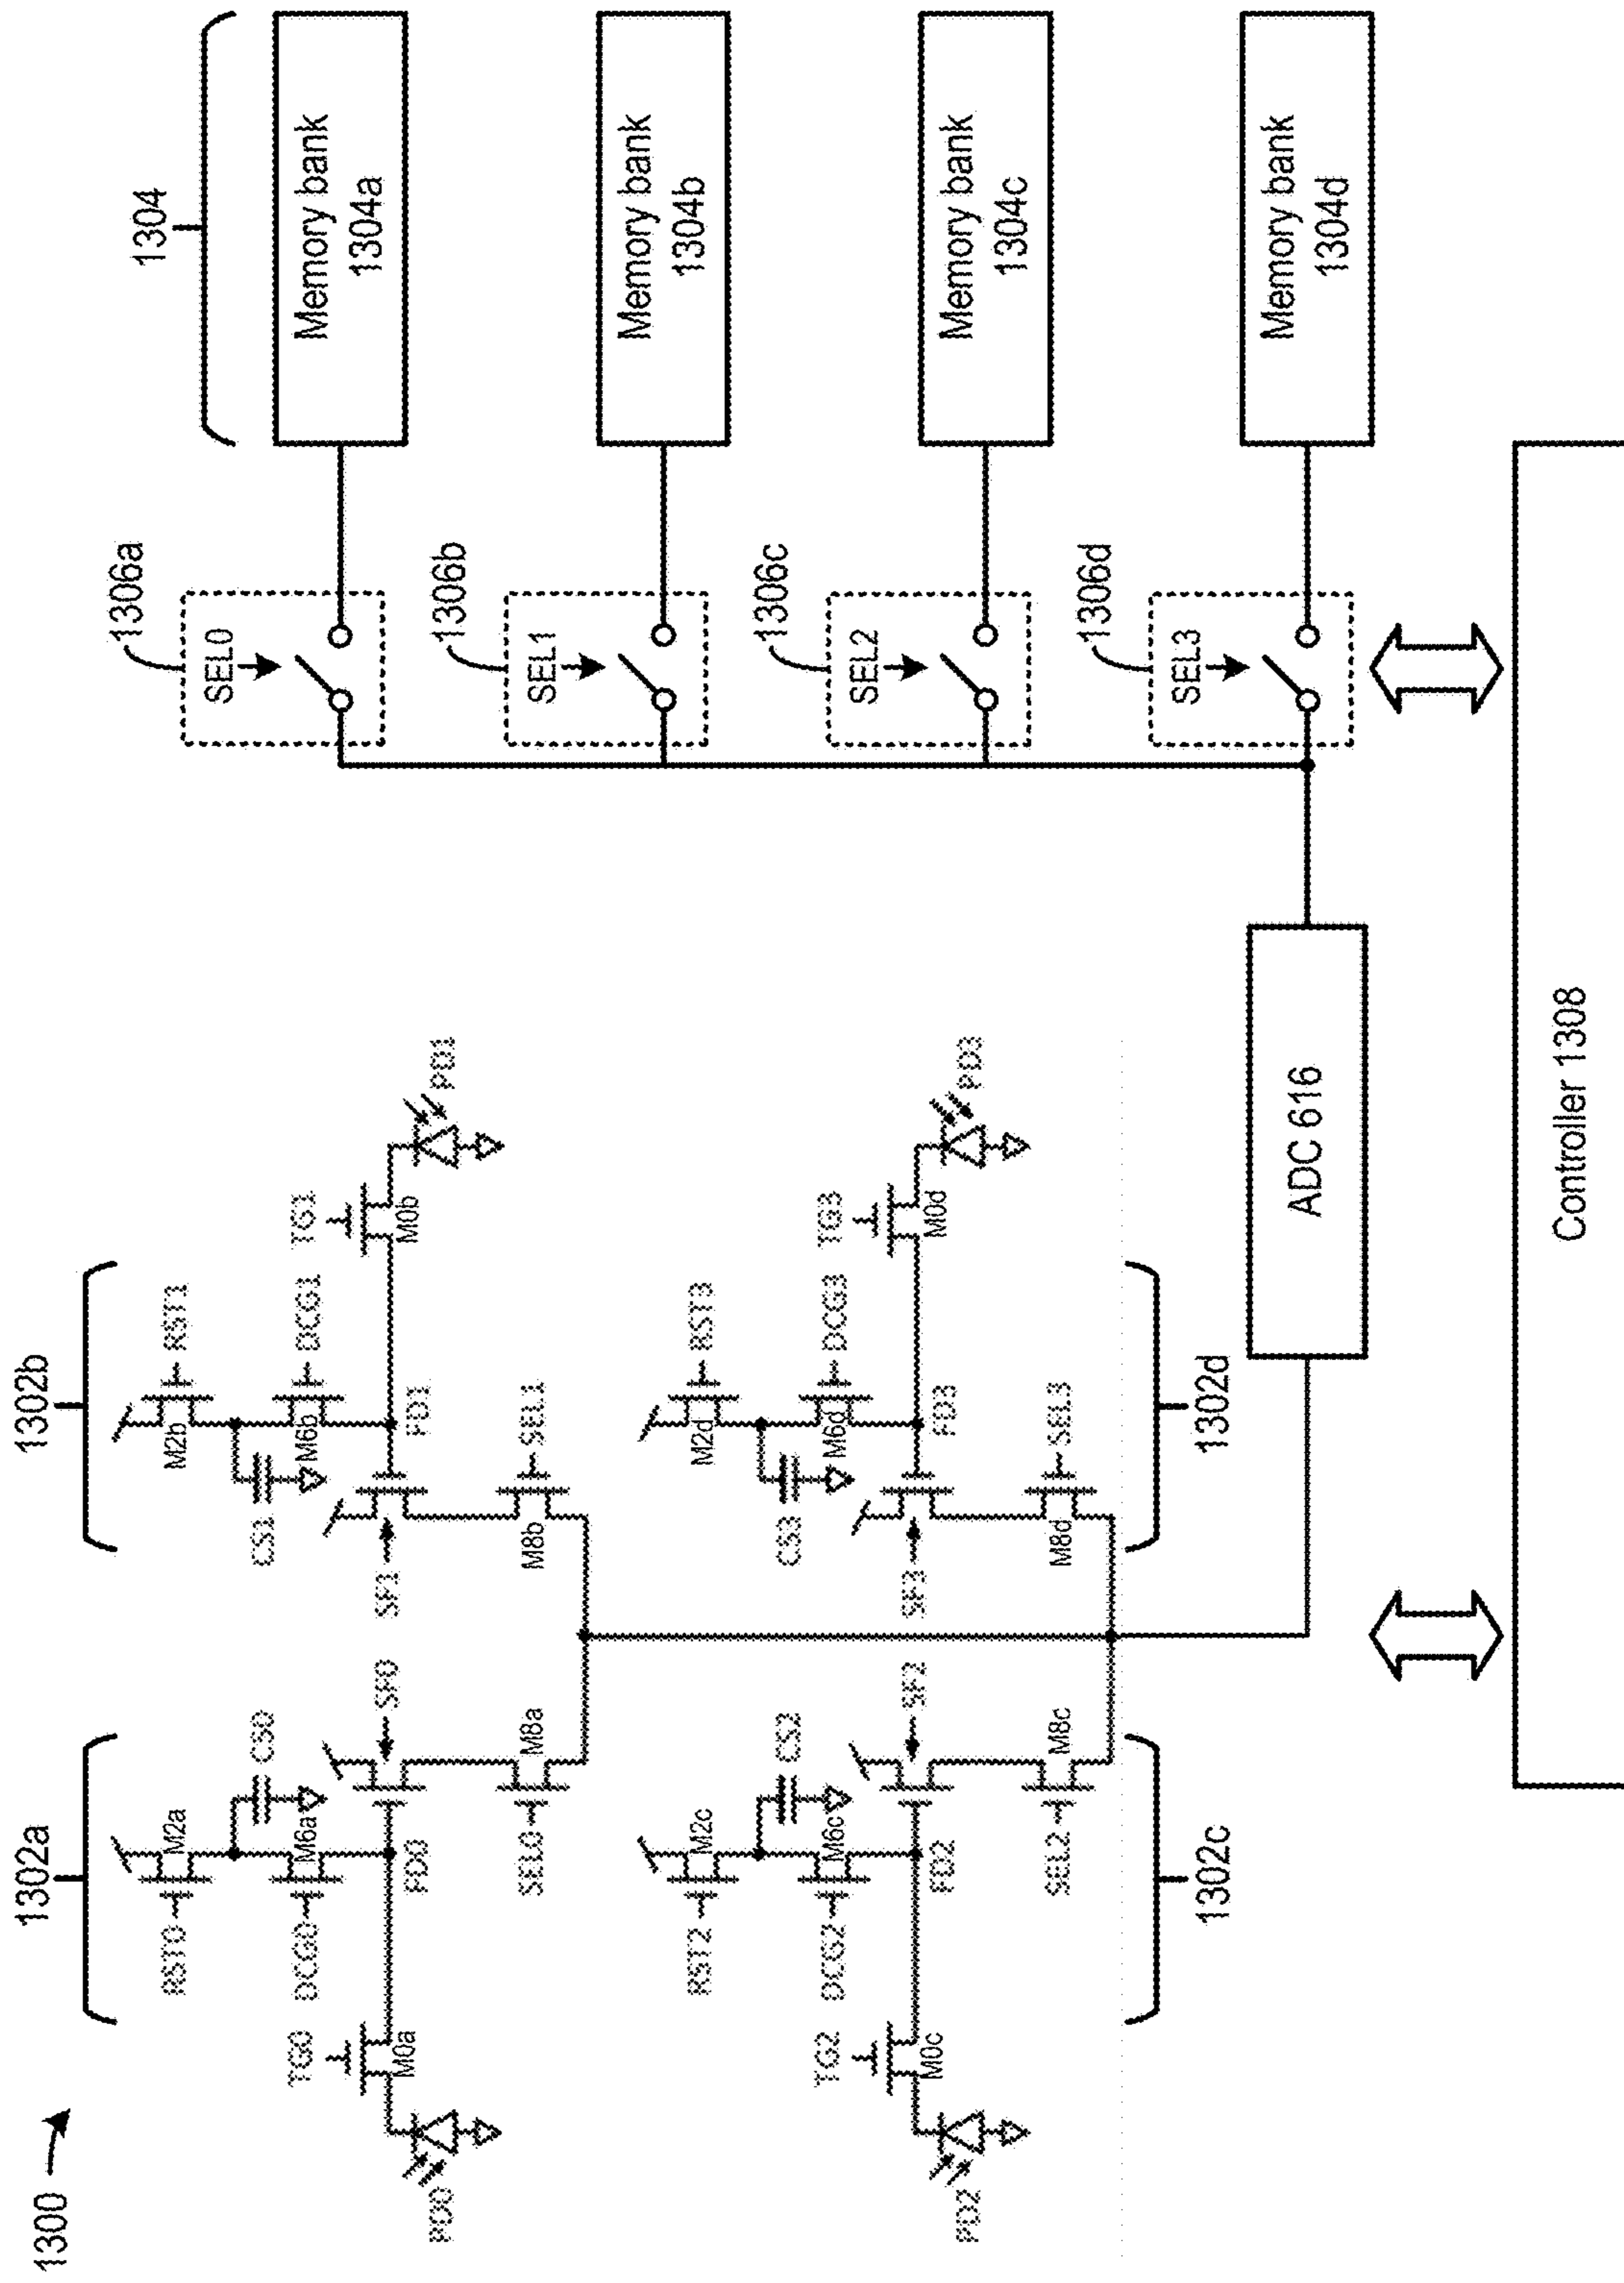 1300
1302a
1302b
1304
RST0
M2a
CS0
DCG0
M6a
TG0
M0a
FD0
SF0
PD0
SEL0
M8a
RST1
M2b
CS1
DCG1
M6b
TG1
M0b
FD1
SF1
PD1
SEL1
M8b
RST2
M2c
CS2
DCG2
M6c
TG2
M0c
FD2
SF2
PD2
SEL2
M8c
1302c
RST3
M2d
CS3
DCG3
M6d
TG3
M0d
FD3
SF3
PD3
SEL3
M8d
1302d
1306a
SEL0
Memory bank
1304a
1306b
SEL1
Memory bank
1304b
1306c
SEL2
Memory bank
1304c
1306d
SEL3
Memory bank
1304d
ADC 616
Controller 1308